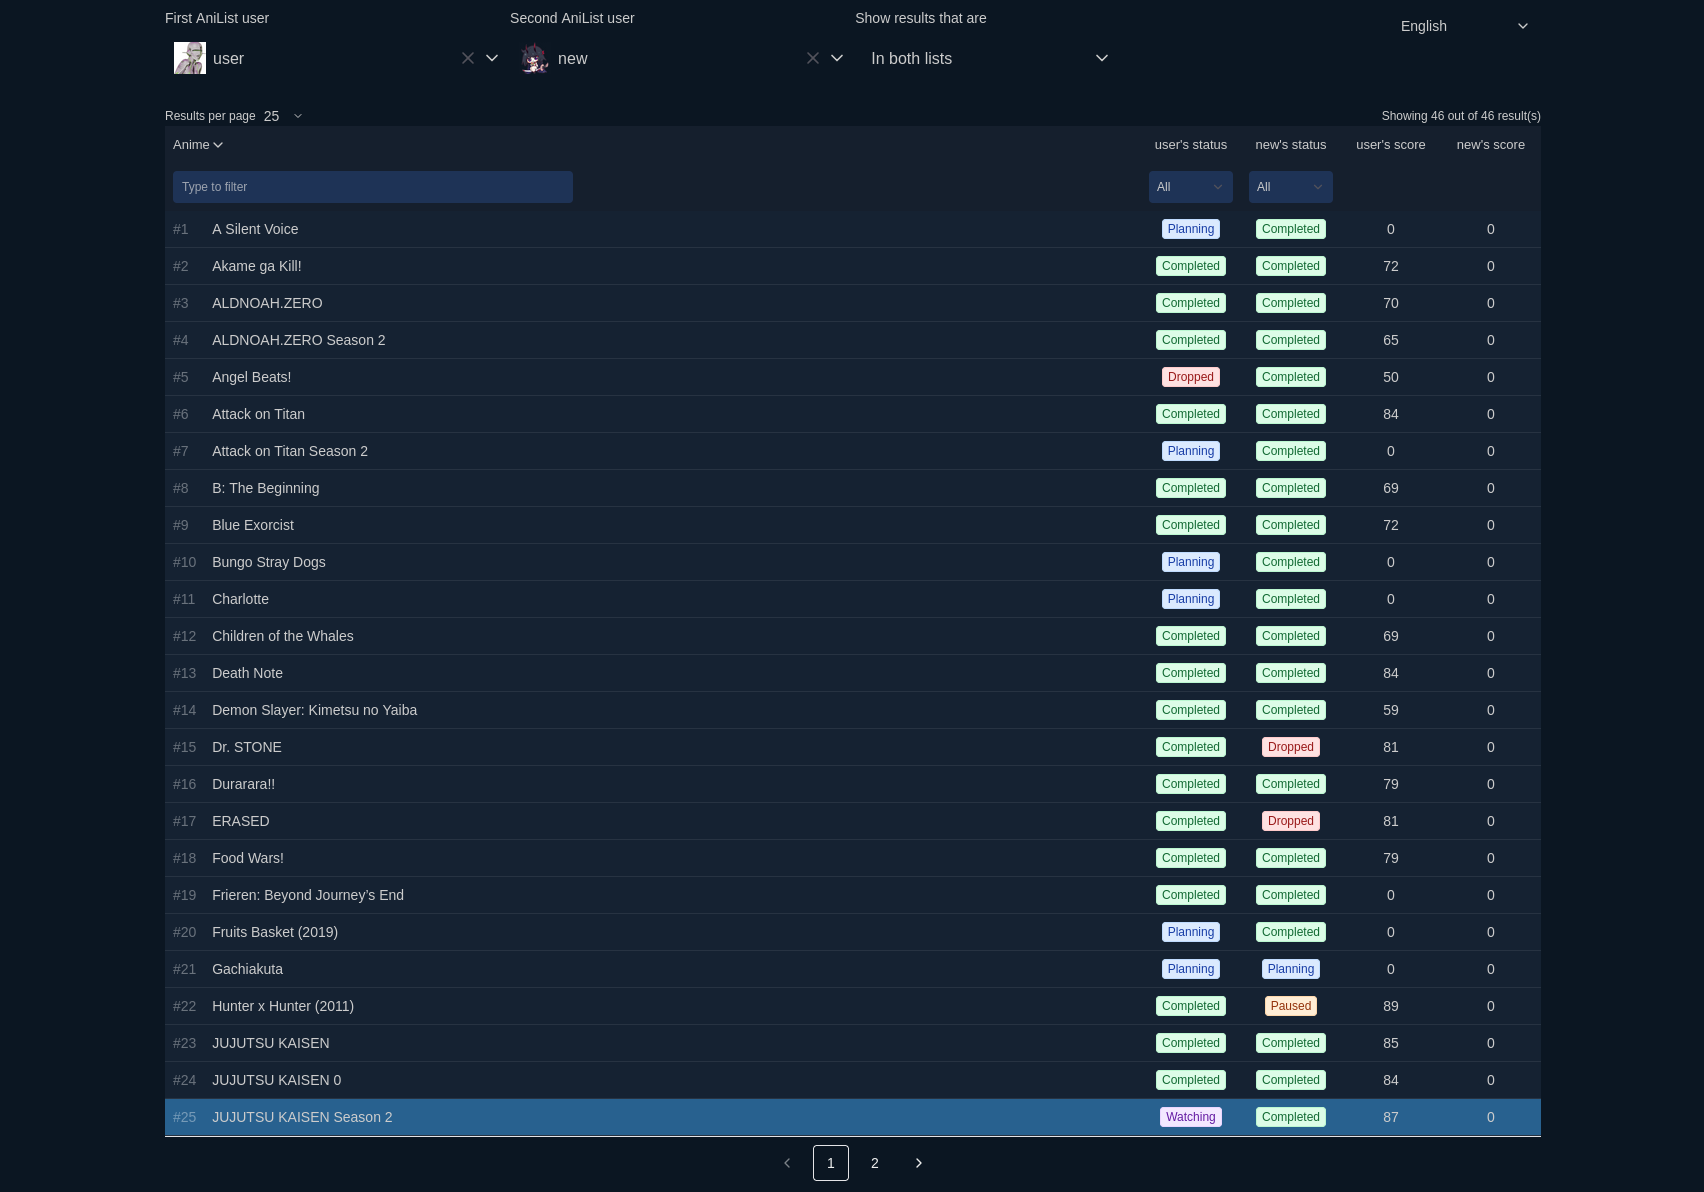 First AniList user Second AniList user Show results that are English
user new In both lists
Results per page 25 Showing 46 out of 46 result(s)
Anime user's status new's status user's score new's score
Type to filter All All
#1 A Silent Voice Planning Completed 0 0
#2 Akame ga Kill! Completed Completed 72 0
#3 ALDNOAH.ZERO Completed Completed 70 0
#4 ALDNOAH.ZERO Season 2 Completed Completed 65 0
#5 Angel Beats! Dropped Completed 50 0
#6 Attack on Titan Completed Completed 84 0
#7 Attack on Titan Season 2 Planning Completed 0 0
#8 B: The Beginning Completed Completed 69 0
#9 Blue Exorcist Completed Completed 72 0
#10 Bungo Stray Dogs Planning Completed 0 0
#11 Charlotte Planning Completed 0 0
#12 Children of the Whales Completed Completed 69 0
#13 Death Note Completed Completed 84 0
#14 Demon Slayer: Kimetsu no Yaiba Completed Completed 59 0
#15 Dr. STONE Completed Dropped 81 0
#16 Durarara!! Completed Completed 79 0
#17 ERASED Completed Dropped 81 0
#18 Food Wars! Completed Completed 79 0
#19 Frieren: Beyond Journey’s End Completed Completed 0 0
#20 Fruits Basket (2019) Planning Completed 0 0
#21 Gachiakuta Planning Planning 0 0
#22 Hunter x Hunter (2011) Completed Paused 89 0
#23 JUJUTSU KAISEN Completed Completed 85 0
#24 JUJUTSU KAISEN 0 Completed Completed 84 0
#25 JUJUTSU KAISEN Season 2 Watching Completed 87 0
1 2